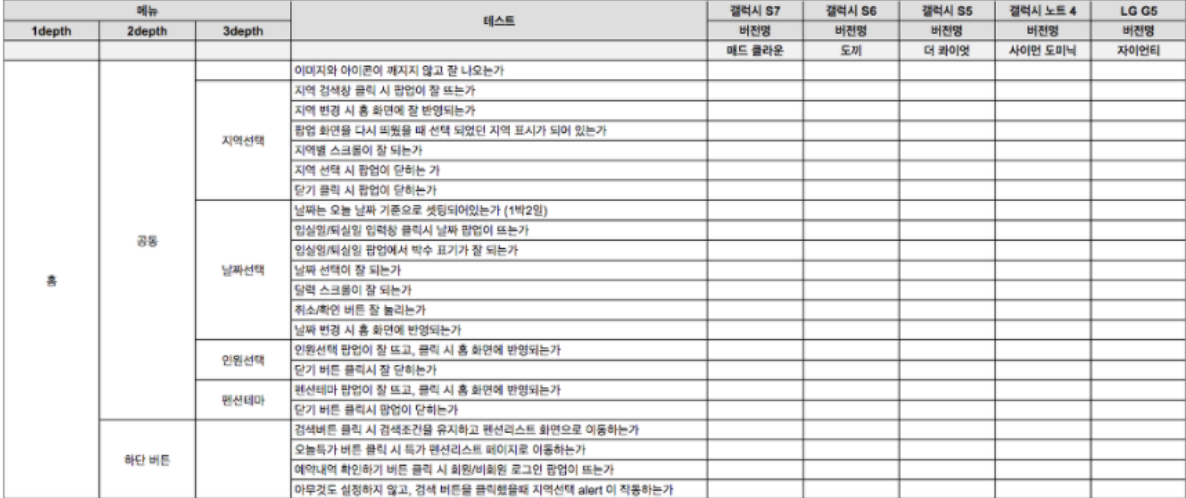 메뉴 테스트 갤럭시 S7 갤럭시 S6 갤럭시 S5 갤럭시 노트 4 LG G5
1depth 2depth 3depth 버전명 버전명 버전명 버전명 버전명
매드 클라운 도끼 더 콰이엇 사이먼 도미닉 자이언티
이미지와 아이콘이 깨지지 않고 잘 나오는가
지역 검색창 클릭 시 팝업이 잘 뜨는가
지역 변경 시 홈 화면에 잘 반영되는가
팝업 화면을 다시 띄웠을 때 선택 되었던 지역 표시가 되어 있는가
지역선택
지역별 스크롤이 잘 되는가
지역 선택 시 팝업이 닫히는 가
닫기 클릭 시 팝업이 닫히는가
날짜는 오늘 날짜 기준으로 셋팅되어있는가 (1박2일)
공통
입실일/퇴실일 입력창 클릭시 날짜 팝업이 뜨는가
입실일/퇴실일 팝업에서 박수 표기가 잘 되는가
홈
날짜선택
날짜 선택이 잘 되는가
달력 스크롤이 잘 되는가
취소/확인 버튼 잘 눌리는가
날짜 변경 시 홈 화면에 반영되는가
인원선택
인원선택 팝업이 잘 뜨고, 클릭 시 홈 화면에 반영되는가
닫기 버튼 클릭시 잘 닫히는가
펜션테마
펜션테마 팝업이 잘 뜨고, 클릭 시 홈 화면에 반영되는가
닫기 버튼 클릭시 팝업이 닫히는가
하단 버튼
검색버튼 클릭 시 검색조건을 유지하고 펜션리스트 화면으로 이동하는가
오늘특가 버튼 클릭 시 특가 펜션리스트 페이지로 이동하는가
예약내역 확인하기 버튼 클릭 시 회원/비회원 로그인 팝업이 뜨는가
아무것도 설정하지 않고, 검색 버튼을 클릭했을때 지역선택 alert 이 작동하는가